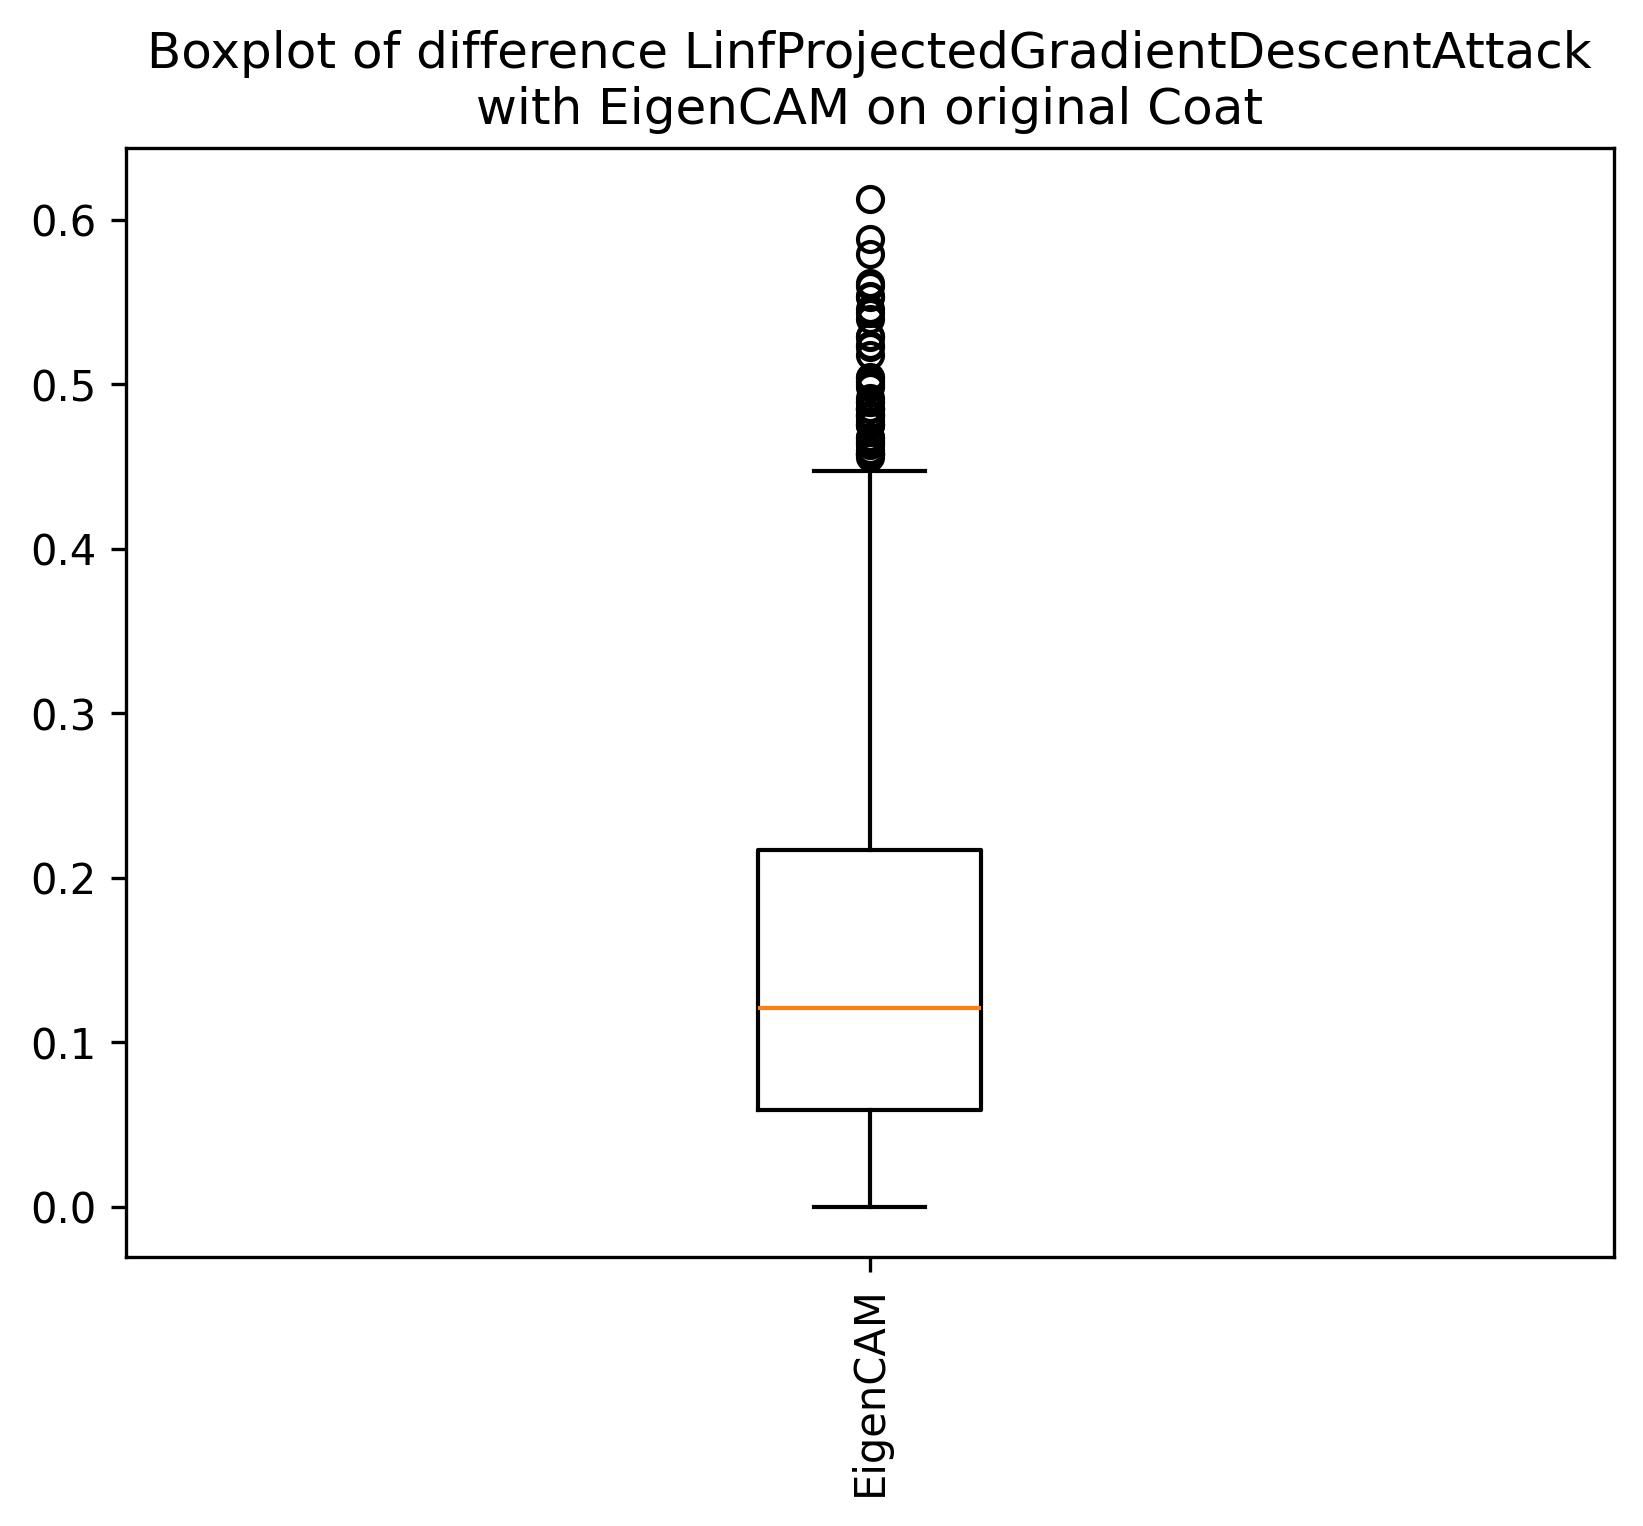 Boxplot of difference LinfProjectedGradientDescentAttack
with EigenCAM on original Coat
0.6
0.5
0.4
0.3
0.2
0.1
0.0
EigenCAM